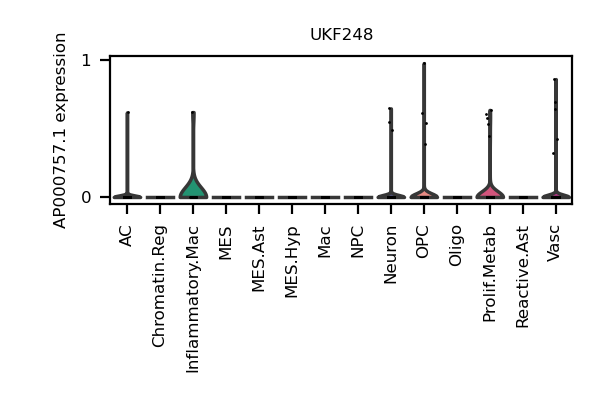 UKF248
AP000757.1 expression
1
0
AC
Chromatin.Reg
Inflammatory.Mac
MES
MES.Ast
MES.Hyp
Mac
NPC
Neuron
OPC
Oligo
Prolif.Metab
Reactive.Ast
Vasc